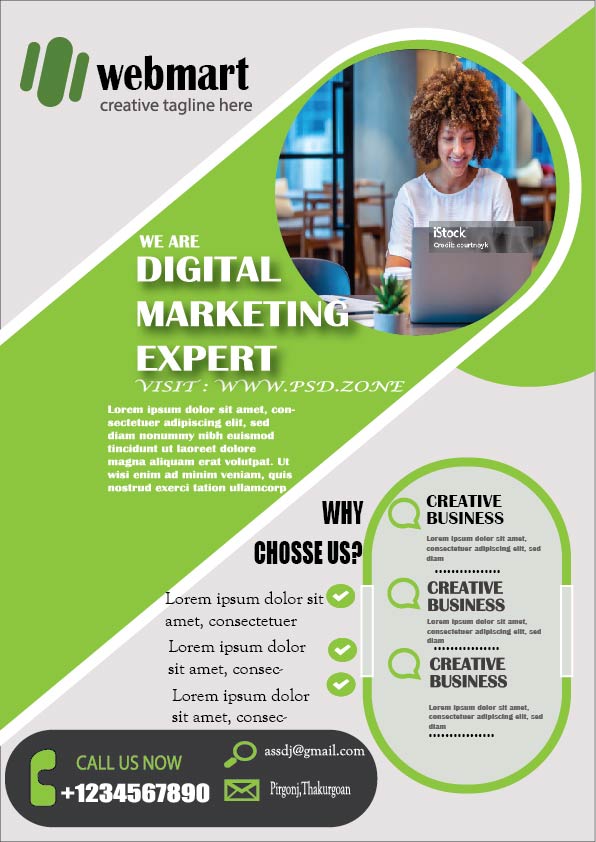 webmart
creative tagline here
iStock
Credit: courtneyk
WE ARE
DIGITAL
MARKETING
EXPERT
VISIT : WWW.PSD.ZONE
Lorem ipsum dolor sit amet, con-
sectetuer adipiscing elit, sed
diam nonummy nibh euismod
tincidunt ut laoreet dolore
magna aliquam erat volutpat. Ut
wisi enim ad minim veniam, quis
nostrud exerci tation ullamcorp
WHY
CHOSSE US?
Lorem ipsum dolor sit
amet, consectetuer
Lorem ipsum dolor
sit amet, consec-
Lorem ipsum dolor
sit amet, consec-
CREATIVE
BUSINESS
Lorem ipsum dolor sit amet,
consectetuer adipiscing elit, sed
diam
CREATIVE
BUSINESS
Lorem ipsum dolor sit amet,
consectetuer adipiscing elit, sed
diam
CREATIVE
BUSINESS
Lorem ipsum dolor sit amet,
consectetuer adipiscing elit, sed
diam
CALL US NOW
+1234567890
assdj@gmail.com
Pirgonj,Thakurgoan